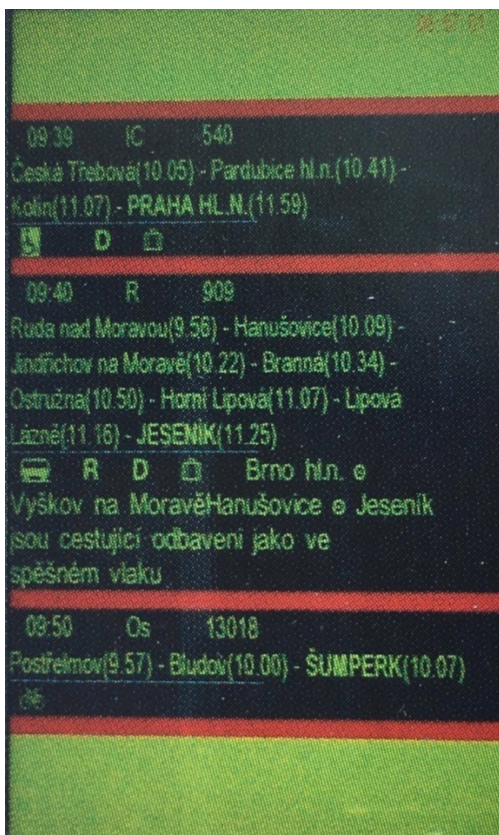 09:39 IC 540
Česká Třebová(10.05) - Pardubice hl.n.(10.41) -
Kolín(11.07) - PRAHA HL.N.(11.59)
D
09:40 R 909
Ruda nad Moravou(9.56) - Hanušovice(10.09) -
Jindřichov na Moravě(10.22) - Branná(10.34) -
Ostružná(10.50) - Horní Lipová(11.07) - Lipová
Lázně(11.16) - JESENÍK(11.25)
R D Brno hl.n.
Vyškov na MoravěHanušovice Jeseník
jsou cestující odbaveni jako ve
spěšném vlaku
09:50 Os 13018
Postřelmov(9.57) - Bludov(10.00) - ŠUMPERK(10.07)